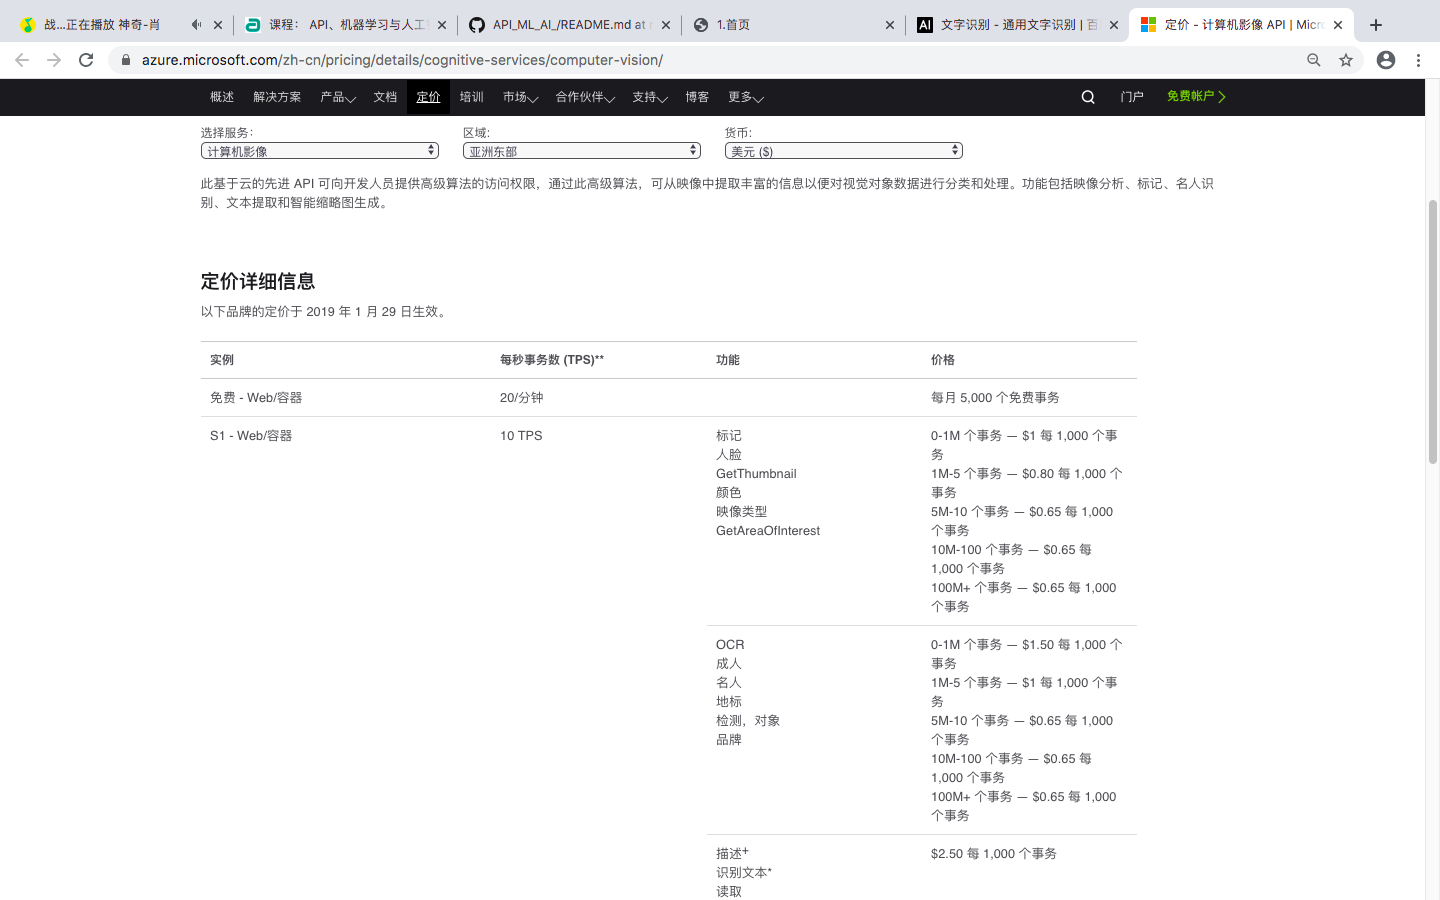 战...正在播放 神奇-肖
课程： API、机器学习与人工
API_ML_AI_/README.md at
1.首页
AI 文字识别 - 通用文字识别 | 百
定价 - 计算机影像 API | Micro
azure.microsoft.com/zh-cn/pricing/details/cognitive-services/computer-vision/
概述 解决方案 产品 文档 定价 培训 市场 合作伙伴 支持 博客 更多 门户 免费帐户
选择服务： 区域: 货币:
计算机影像 亚洲东部 美元 ($)
此基于云的先进 API 可向开发人员提供高级算法的访问权限，通过此高级算法，可从映像中提取丰富的信息以便对视觉对象数据进行分类和处理。功能包括映像分析、标记、名人识
别、文本提取和智能缩略图生成。
定价详细信息
以下品牌的定价于 2019 年 1 月 29 日生效。
实例 每秒事务数 (TPS)** 功能 价格
免费 - Web/容器 20/分钟 每月 5,000 个免费事务
S1 - Web/容器 10 TPS
标记
人脸
GetThumbnail
颜色
映像类型
GetAreaOfInterest
0-1M 个事务 — $1 每 1,000 个事
务
1M-5 个事务 — $0.80 每 1,000 个
事务
5M-10 个事务 — $0.65 每 1,000
个事务
10M-100 个事务 — $0.65 每
1,000 个事务
100M+ 个事务 — $0.65 每 1,000
个事务
OCR
成人
名人
地标
检测，对象
品牌
0-1M 个事务 — $1.50 每 1,000 个
事务
1M-5 个事务 — $1 每 1,000 个事
务
5M-10 个事务 — $0.65 每 1,000
个事务
10M-100 个事务 — $0.65 每
1,000 个事务
100M+ 个事务 — $0.65 每 1,000
个事务
描述+
识别文本*
读取
$2.50 每 1,000 个事务